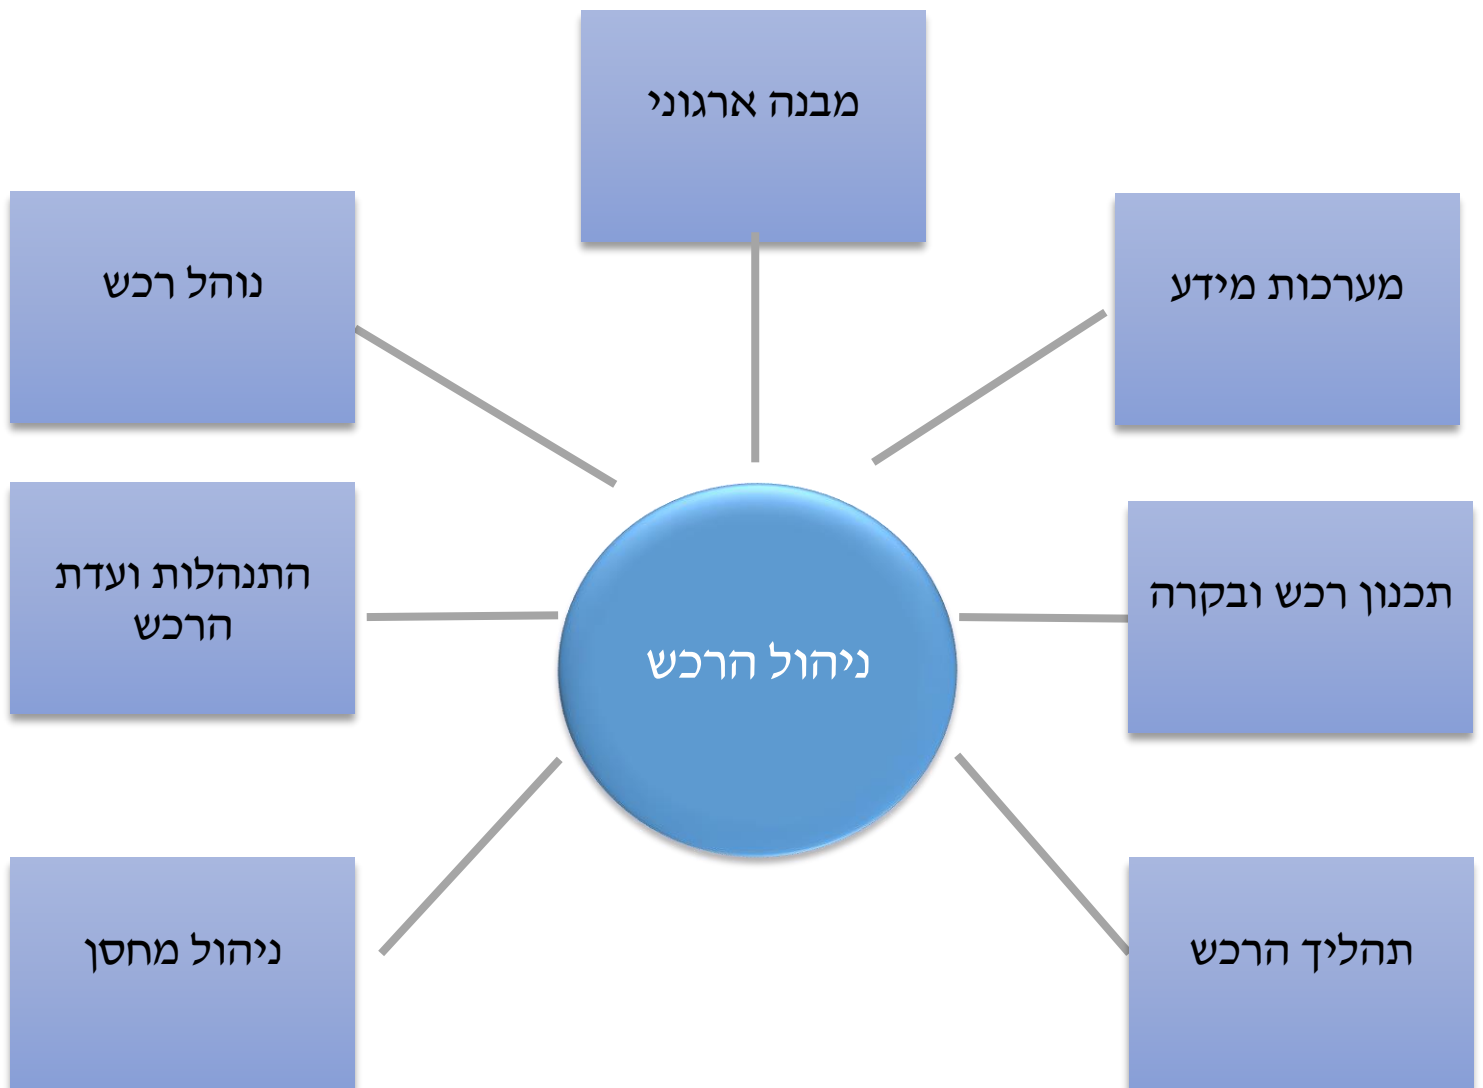 מבנה ארגוני
מערכות מידע
נוהל רכש
תכנון רכש ובקרה
התנהלות ועדת
הרכש
ניהול הרכש
תהליך הרכש
ניהול מחסן